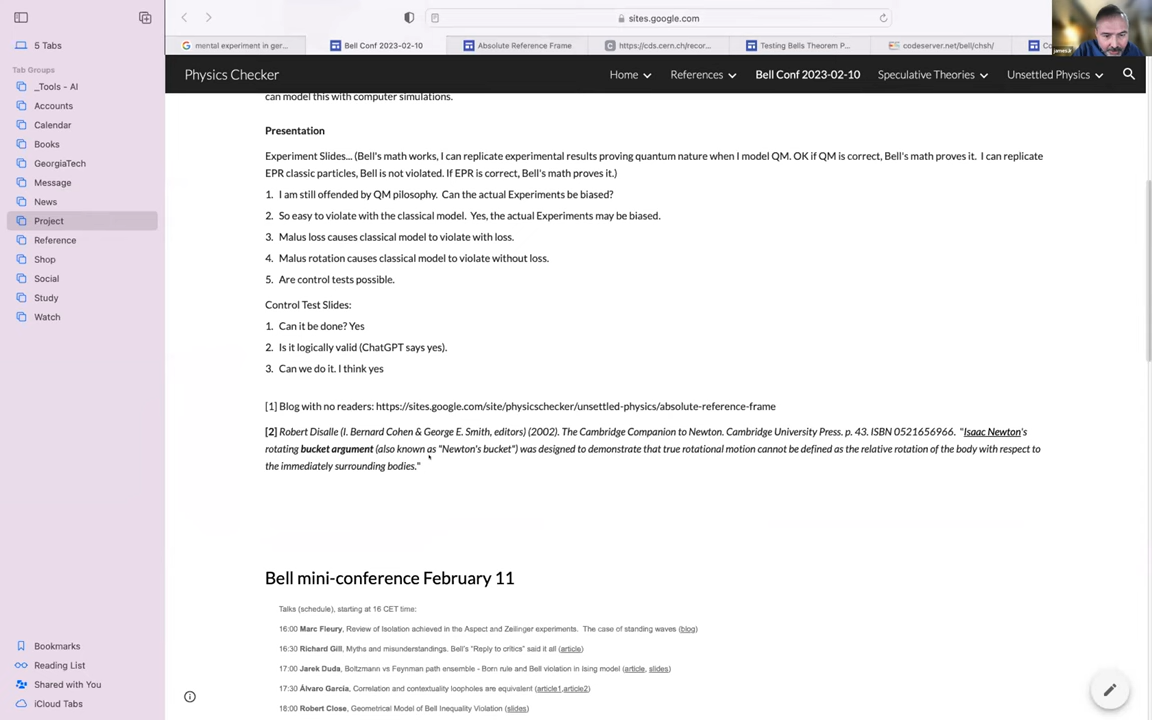 sites.google.com
5 Tabs
mental experiment in ger...
Bell Conf 2023-02-10
Absolute Reference Frame
https://cds.cern.ch/recor...
Testing Bells Theorem P...
codeserver.net/bell/chsh/
Tab Groups
_Tools - AI
Accounts
Calendar
Books
GeorgiaTech
Message
News
Project
Reference
Shop
Social
Study
Watch
Bookmarks
Reading List
Shared with You
iCloud Tabs
Physics Checker
Home
References
Bell Conf 2023-02-10
Speculative Theories
Unsettled Physics
can model this with computer simulations.
Presentation
Experiment Slides... (Bell's math works, I can replicate experimental results proving quantum nature when I model QM. OK if QM is correct, Bell's math proves it.  I can replicate
EPR classic particles, Bell is not violated. If EPR is correct, Bell's math proves it.)
1. I am still offended by QM pilosophy.  Can the actual Experiments be biased?
2. So easy to violate with the classical model.  Yes, the actual Experiments may be biased.
3. Malus loss causes classical model to violate with loss.
4. Malus rotation causes classical model to violate without loss.
5. Are control tests possible.
Control Test Slides:
1. Can it be done? Yes
2. Is it logically valid (ChatGPT says yes).
3. Can we do it. I think yes
[1] Blog with no readers: https://sites.google.com/site/physicschecker/unsettled-physics/absolute-reference-frame
[2] Robert Disalle (I. Bernard Cohen & George E. Smith, editors) (2002). The Cambridge Companion to Newton. Cambridge University Press. p. 43. ISBN 0521656966.  "Isaac Newton's
rotating bucket argument (also known as "Newton's bucket") was designed to demonstrate that true rotational motion cannot be defined as the relative rotation of the body with respect to
the immediately surrounding bodies."
Bell mini-conference February 11
Talks (schedule), starting at 16 CET time:
16:00 Marc Fleury, Review of Isolation achieved in the Aspect and Zeilinger experiments.  The case of standing waves (blog)
16:30 Richard Gill, Myths and misunderstandings. Bell's "Reply to critics" said it all (article)
17:00 Jarek Duda, Boltzmann vs Feynman path ensemble - Born rule and Bell violation in Ising model (article, slides)
17:30 Álvaro García, Correlation and contextuality loopholes are equivalent (article1,article2)
18:00 Robert Close, Geometrical Model of Bell Inequality Violation (slides)